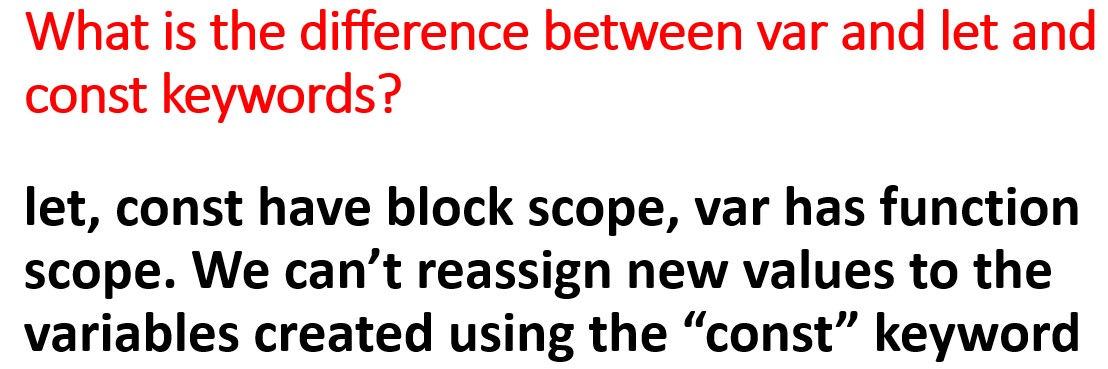 What is the difference between var and let and
const keywords?
let, const have block scope, var has function
scope. We can’t reassign new values to the
variables created using the “const” keyword